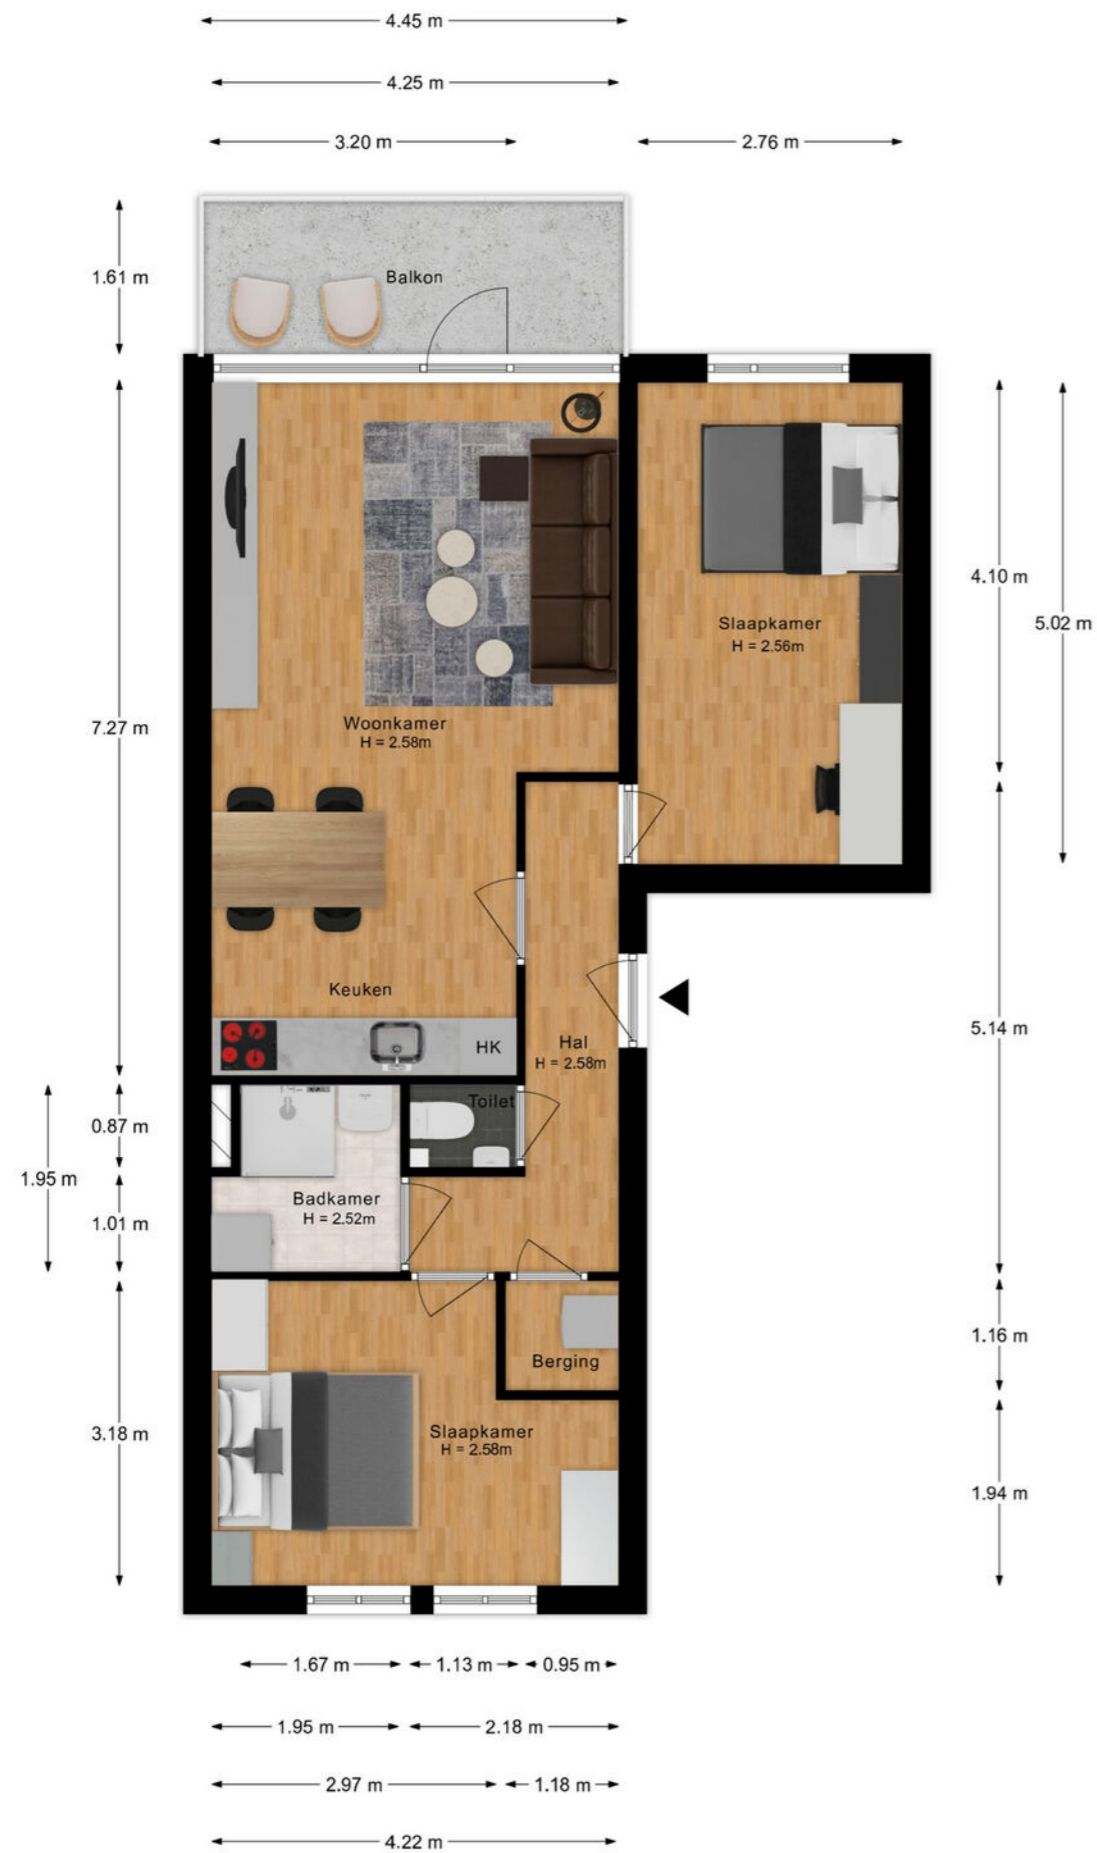 4.45 m
4.25 m
3.20 m
2.76 m
1.61 m
Balkon
4.10 m
5.02 m
Slaapkamer
H = 2.56m
7.27 m
Woonkamer
H = 2.58m
Keuken
HK
Hal
H = 2.58m
5.14 m
Toilet
0.87 m
1.95 m
Badkamer
H = 2.52m
1.01 m
1.16 m
Berging
3.18 m
Slaapkamer
H = 2.58m
1.94 m
1.67 m
1.13 m
0.95 m
1.95 m
2.18 m
2.97 m
1.18 m
4.22 m